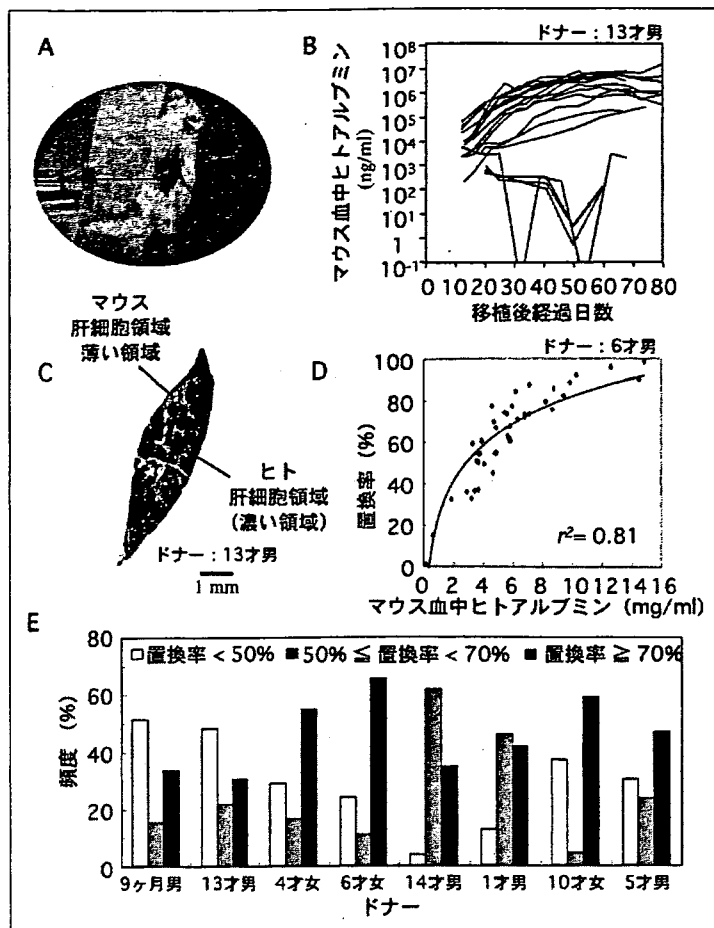 A
B
ドナー：13才男
マウス血中ヒトアルブミン
(ng/ml)
10⁸
10⁷
10⁶
10⁵
10⁴
10³
10²
10¹
1
10⁻¹
0 10 20 30 40 50 60 70 80
移植後経過日数
C
マウス
肝細胞領域
薄い領域
ヒト
肝細胞領域
(濃い領域)
ドナー：13才男
1 mm
D
ドナー：6才男
置換率 (%)
100
80
60
40
20
0
r²= 0.81
2 4 6 8 10 12 14 16
マウス血中ヒトアルブミン (mg/ml)
E
頻度 (%)
80
60
40
20
0
置換率 < 50% 50% ≦ 置換率 < 70% 置換率 ≧ 70%
9ヶ月男 13才男 4才女 6才女 14才男 1才男 10才女 5才男
ドナー